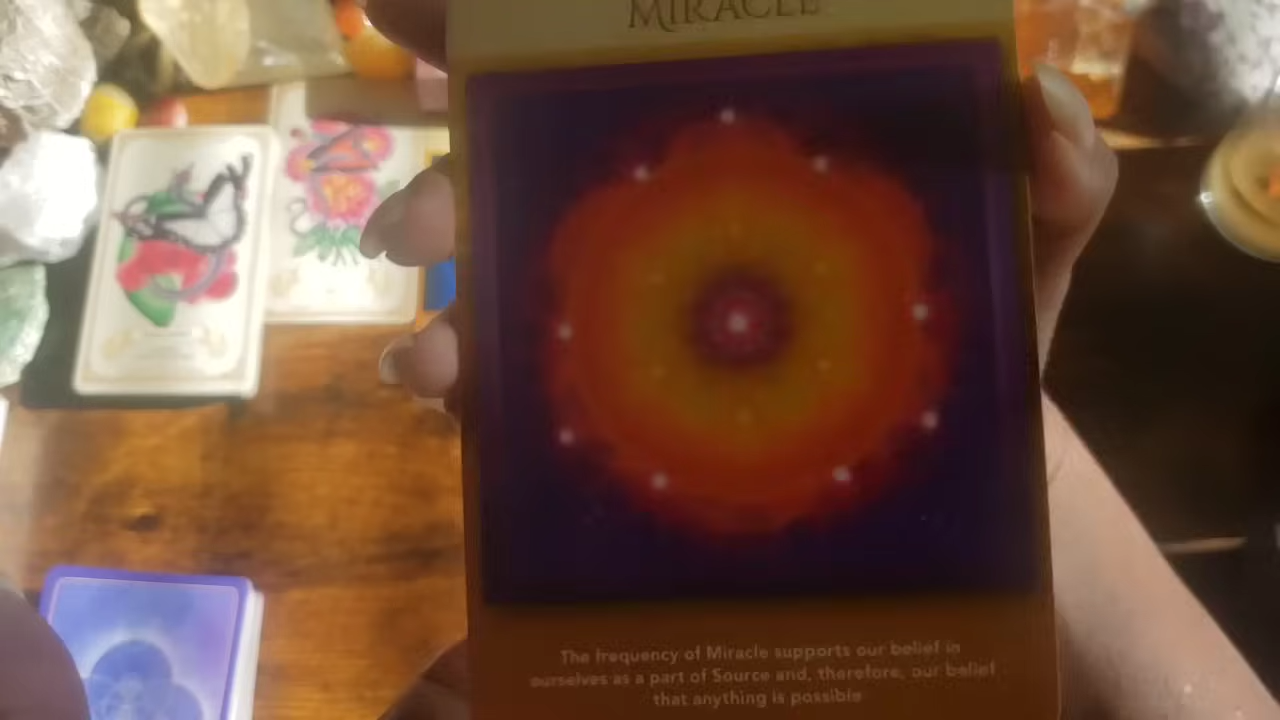 MIRACLE
The frequency of Miracle supports our belief in
ourselves as a part of Source and, therefore, our belief
that anything is possible